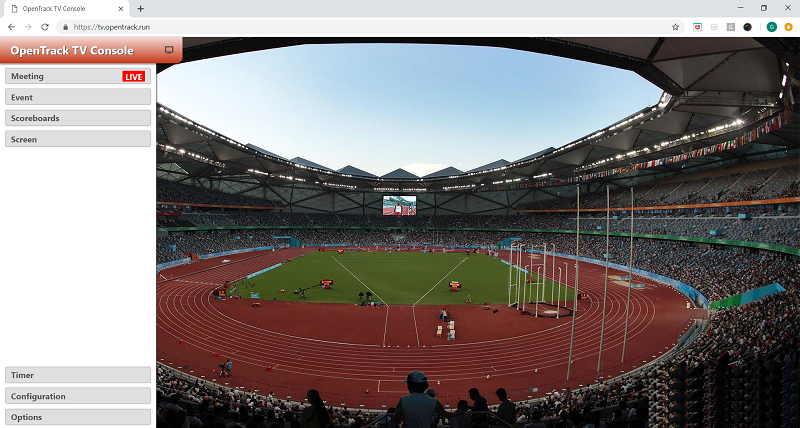 OpenTrack TV Console
https://tv.opentrack.run
G
OpenTrack TV Console
Meeting
LIVE
Event
Scoreboards
Screen
Timer
Configuration
Options